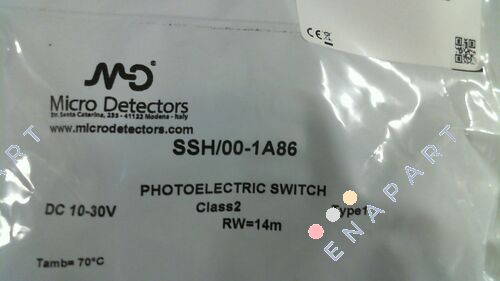 MD
Micro Detectors
Str. Santa Caterina, 235 - 41122 Modena - Italy
www.microdetectors.com
CE
SSH/00-1A86
PHOTOELECTRIC SWITCH
DC 10-30V Class2 Type1
RW=14m
Tamb= 70°C
ENAPART
ENAPART